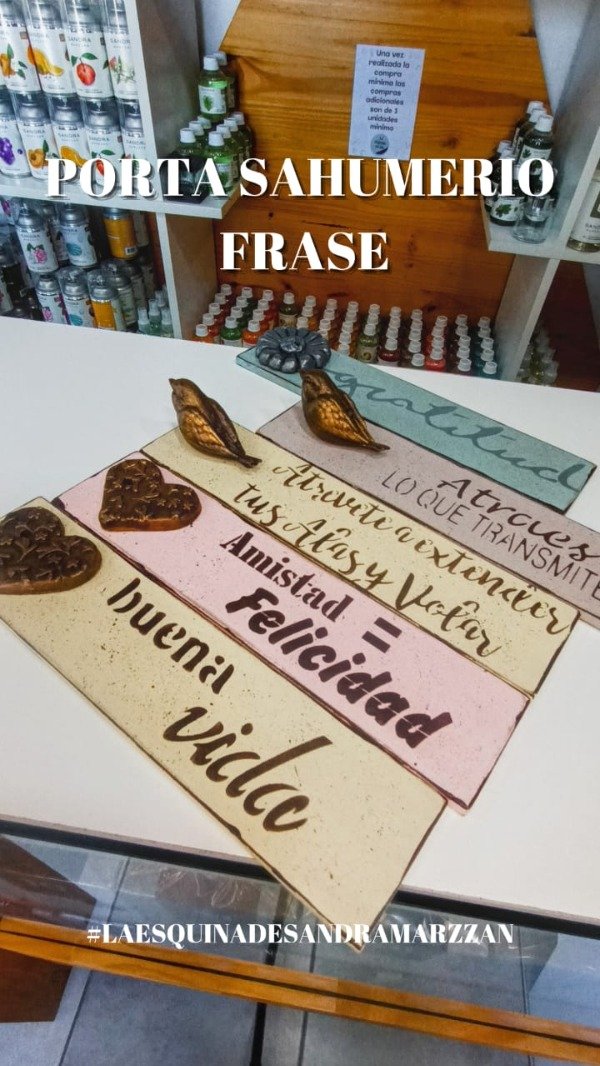 Una vez
realizada la
compra
mínima las
compras
adicionales
son de 3
unidades
mínimo
PORTA SAHUMERIO
FRASE
gratitud
Atraes
LO QUE TRANSMITE
Atrévete a extender
tus Alas y Volar
Amistad =
Felicidad
buena
vida
#LAESQUINADESANDRAMARZZAN